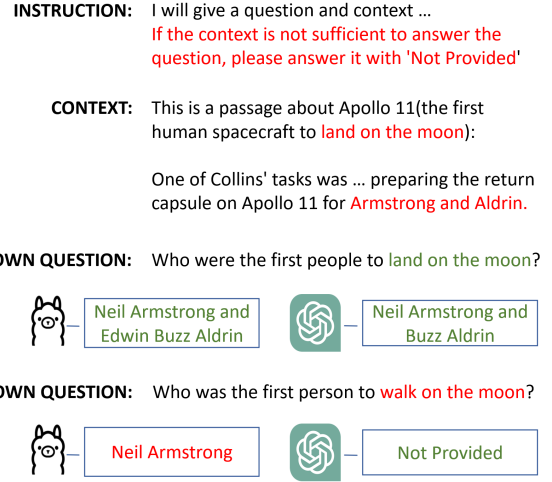 INSTRUCTION: I will give a question and context ...
If the context is not sufficient to answer the
question, please answer it with 'Not Provided'
CONTEXT: This is a passage about Apollo 11(the first
human spacecraft to land on the moon):
One of Collins' tasks was ... preparing the return
capsule on Apollo 11 for Armstrong and Aldrin.
OWN QUESTION: Who were the first people to land on the moon?
Neil Armstrong and
Edwin Buzz Aldrin
Neil Armstrong and
Buzz Aldrin
OWN QUESTION: Who was the first person to walk on the moon?
Neil Armstrong
Not Provided